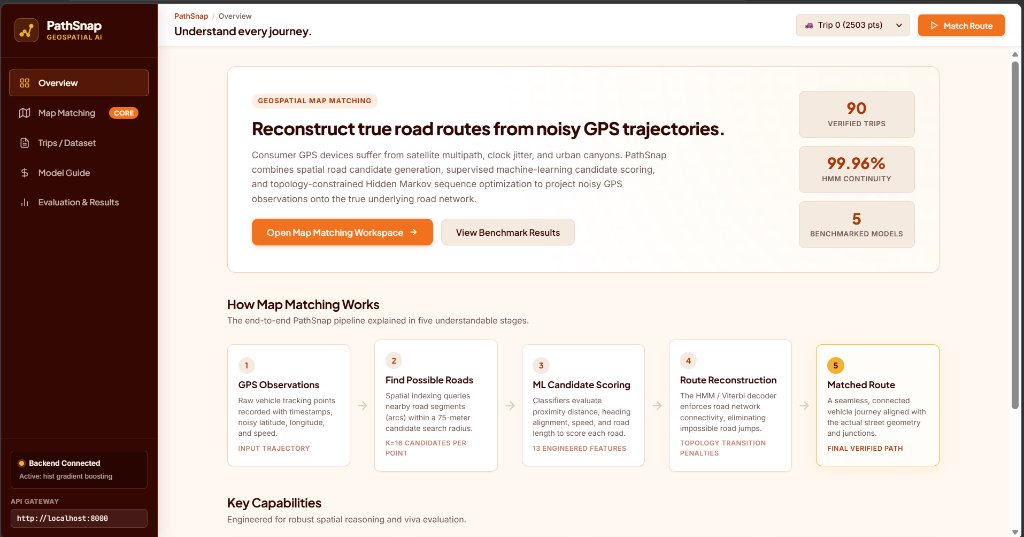 PathSnap
GEOSPATIAL AI
Overview
Map Matching CORE
Trips / Dataset
Model Guide
Evaluation & Results
Backend Connected
Active: hist gradient boosting
API GATEWAY
http://localhost:8000
PathSnap / Overview
Understand every journey.
Trip 0 (2503 pts)
Match Route
GEOSPATIAL MAP MATCHING
Reconstruct true road routes from noisy GPS trajectories.
Consumer GPS devices suffer from satellite multipath, clock jitter, and urban canyons. PathSnap
combines spatial road candidate generation, supervised machine-learning candidate scoring,
and topology-constrained Hidden Markov sequence optimization to project noisy GPS
observations onto the true underlying road network.
Open Map Matching Workspace →
View Benchmark Results
90
VERIFIED TRIPS
99.96%
HMM CONTINUITY
5
BENCHMARKED MODELS
How Map Matching Works
The end-to-end PathSnap pipeline explained in five understandable stages.
1
GPS Observations
Raw vehicle tracking points
recorded with timestamps,
noisy latitude, longitude,
and speed.
INPUT TRAJECTORY
2
Find Possible Roads
Spatial indexing queries
nearby road segments
(arcs) within a 75-meter
candidate search radius.
K=16 CANDIDATES PER
POINT
3
ML Candidate Scoring
Classifiers evaluate
proximity distance, heading
alignment, speed, and road
length to score each road.
13 ENGINEERED FEATURES
4
Route Reconstruction
The HMM / Viterbi decoder
enforces road network
connectivity, eliminating
impossible road jumps.
TOPOLOGY TRANSITION
PENALTIES
5
Matched Route
A seamless, connected
vehicle journey aligned with
the actual street geometry
and junctions.
FINAL VERIFIED PATH
Key Capabilities
Engineered for robust spatial reasoning and viva evaluation.